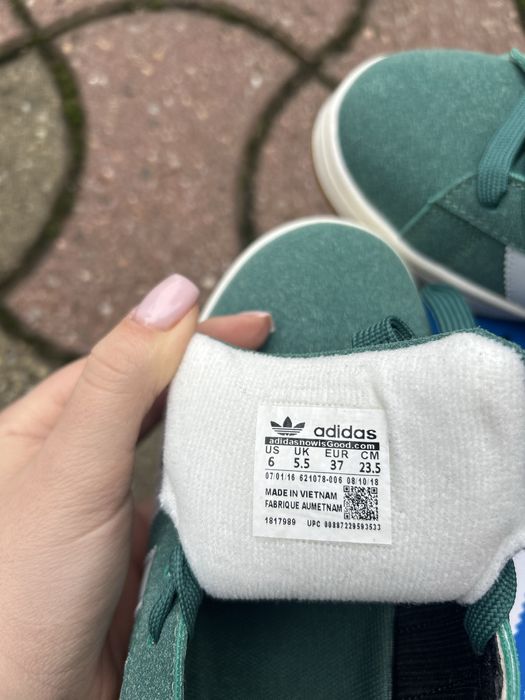 adidas
adidasnowisGood.com
US UK EUR CM
6 5.5 37 23.5
07/01/16 621078-006 08/10/18
MADE IN VIETNAM
FABRIQUE AUMETNAM
1817989 UPC 00887229593533